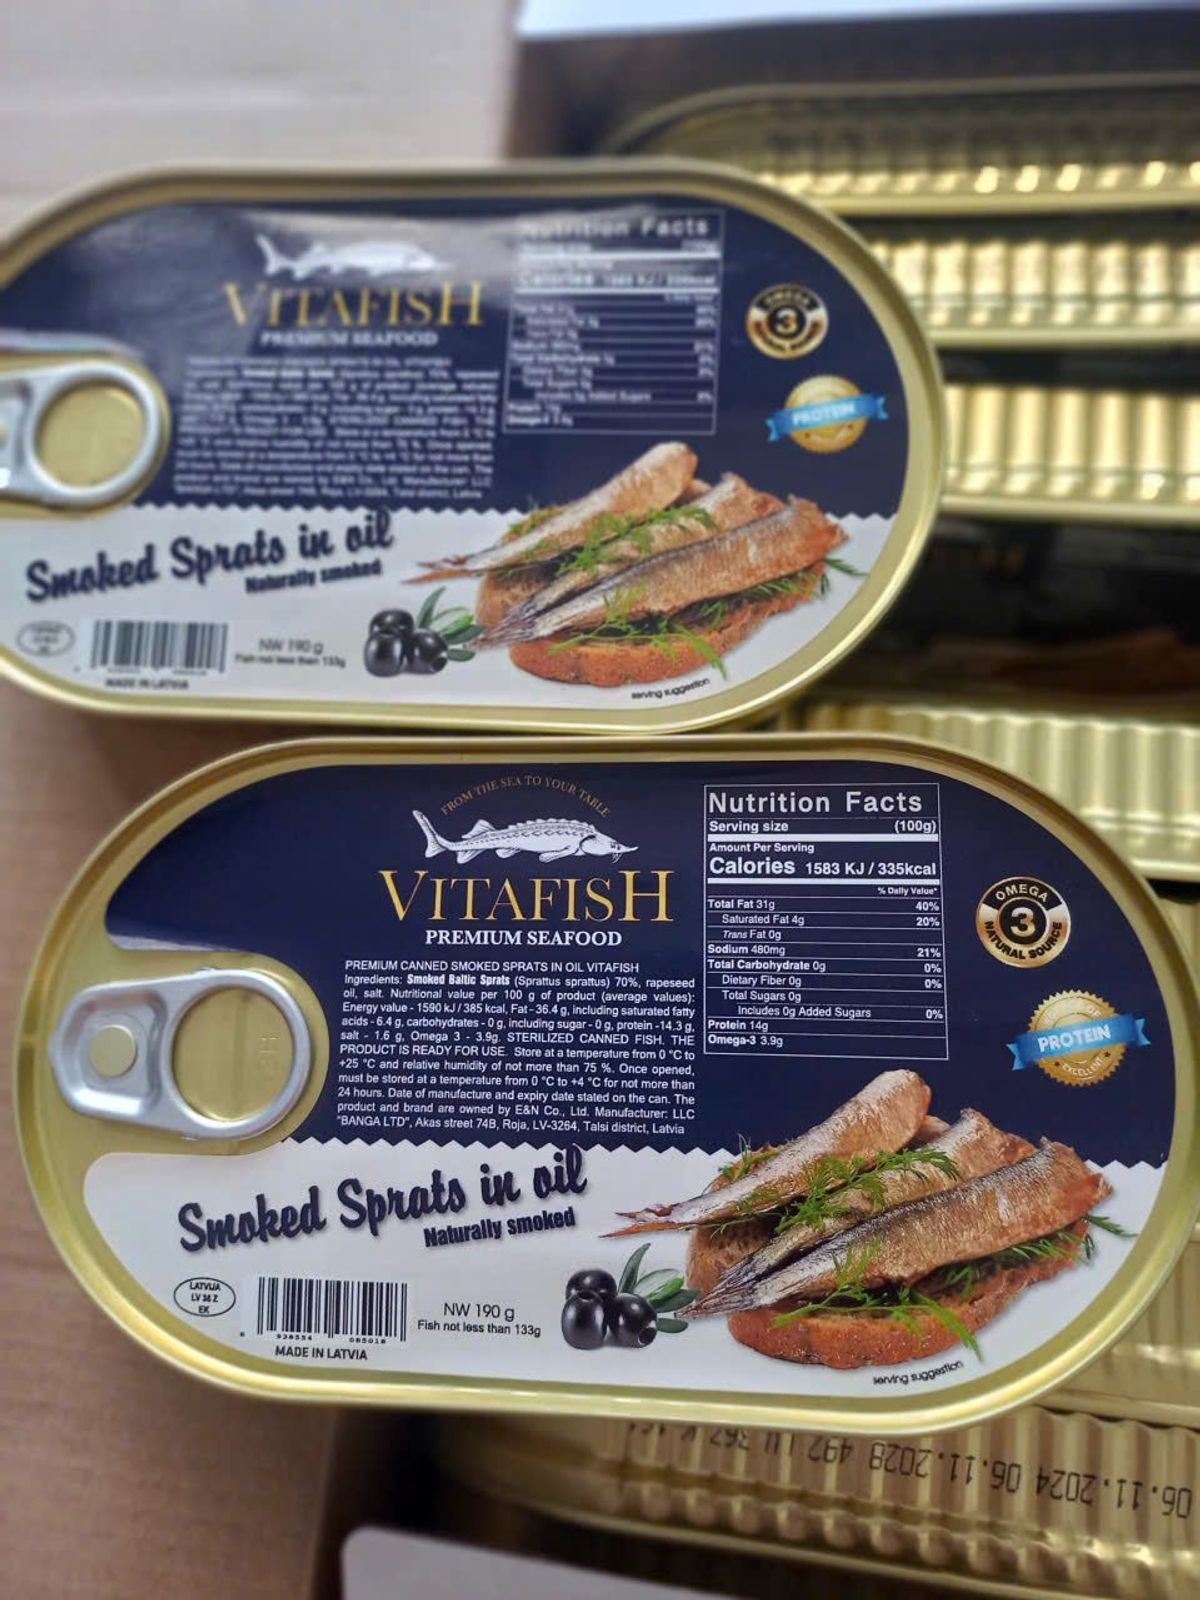 VITAFISH
PREMIUM SEAFOOD
Nutrition Facts
OMEGA
3
PROTEIN
Smoked Sprats in oil
Naturally smoked
NW 190 g
Fish not less than 133g
MADE IN LATVIA
serving suggestion
FROM THE SEA TO YOUR TABLE
VITAFISH
PREMIUM SEAFOOD
PREMIUM CANNED SMOKED SPRATS IN OIL VITAFISH
Ingredients: Smoked Baltic Sprats (Sprattus sprattus) 70%, rapeseed
oil, salt. Nutritional value per 100 g of product (average values):
Energy value - 1590 kJ / 385 kcal, Fat - 36.4 g, including saturated fatty
acids - 6.4 g, carbohydrates - 0 g, including sugar - 0 g, protein -14.3 g,
salt - 1.6 g, Omega 3 - 3.9g. STERILIZED CANNED FISH. THE
PRODUCT IS READY FOR USE. Store at a temperature from 0 °C to
+25 °C and relative humidity of not more than 75 %. Once opened,
must be stored at a temperature from 0 °C to +4 °C for not more than
24 hours. Date of manufacture and expiry date stated on the can. The
product and brand are owned by E&N Co., Ltd. Manufacturer: LLC
"BANGA LTD", Akas street 74B, Roja, LV-3264, Talsi district, Latvia
Nutrition Facts
Serving size (100g)
Amount Per Serving
Calories 1583 KJ / 335kcal
% Daily Value*
Total Fat 31g 40%
Saturated Fat 4g 20%
Trans Fat 0g
Sodium 480mg 21%
Total Carbohydrate 0g 0%
Dietary Fiber 0g 0%
Total Sugars 0g
Includes 0g Added Sugars 0%
Protein 14g
Omega-3 3.9g
OMEGA
3
NATURAL SOURCE
PROTEIN
EXCELLENT
Smoked Sprats in oil
Naturally smoked
LATVIJA
LV 36 Z
EK
NW 190 g
Fish not less than 133g
MADE IN LATVIA
serving suggestion
06.11.2024 06.11.2028 492 LV